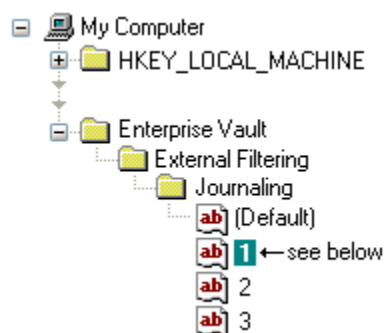 My Computer
HKEY_LOCAL_MACHINE
Enterprise Vault
External Filtering
Journaling
ab (Default)
ab 1 ←see below
ab 2
ab 3